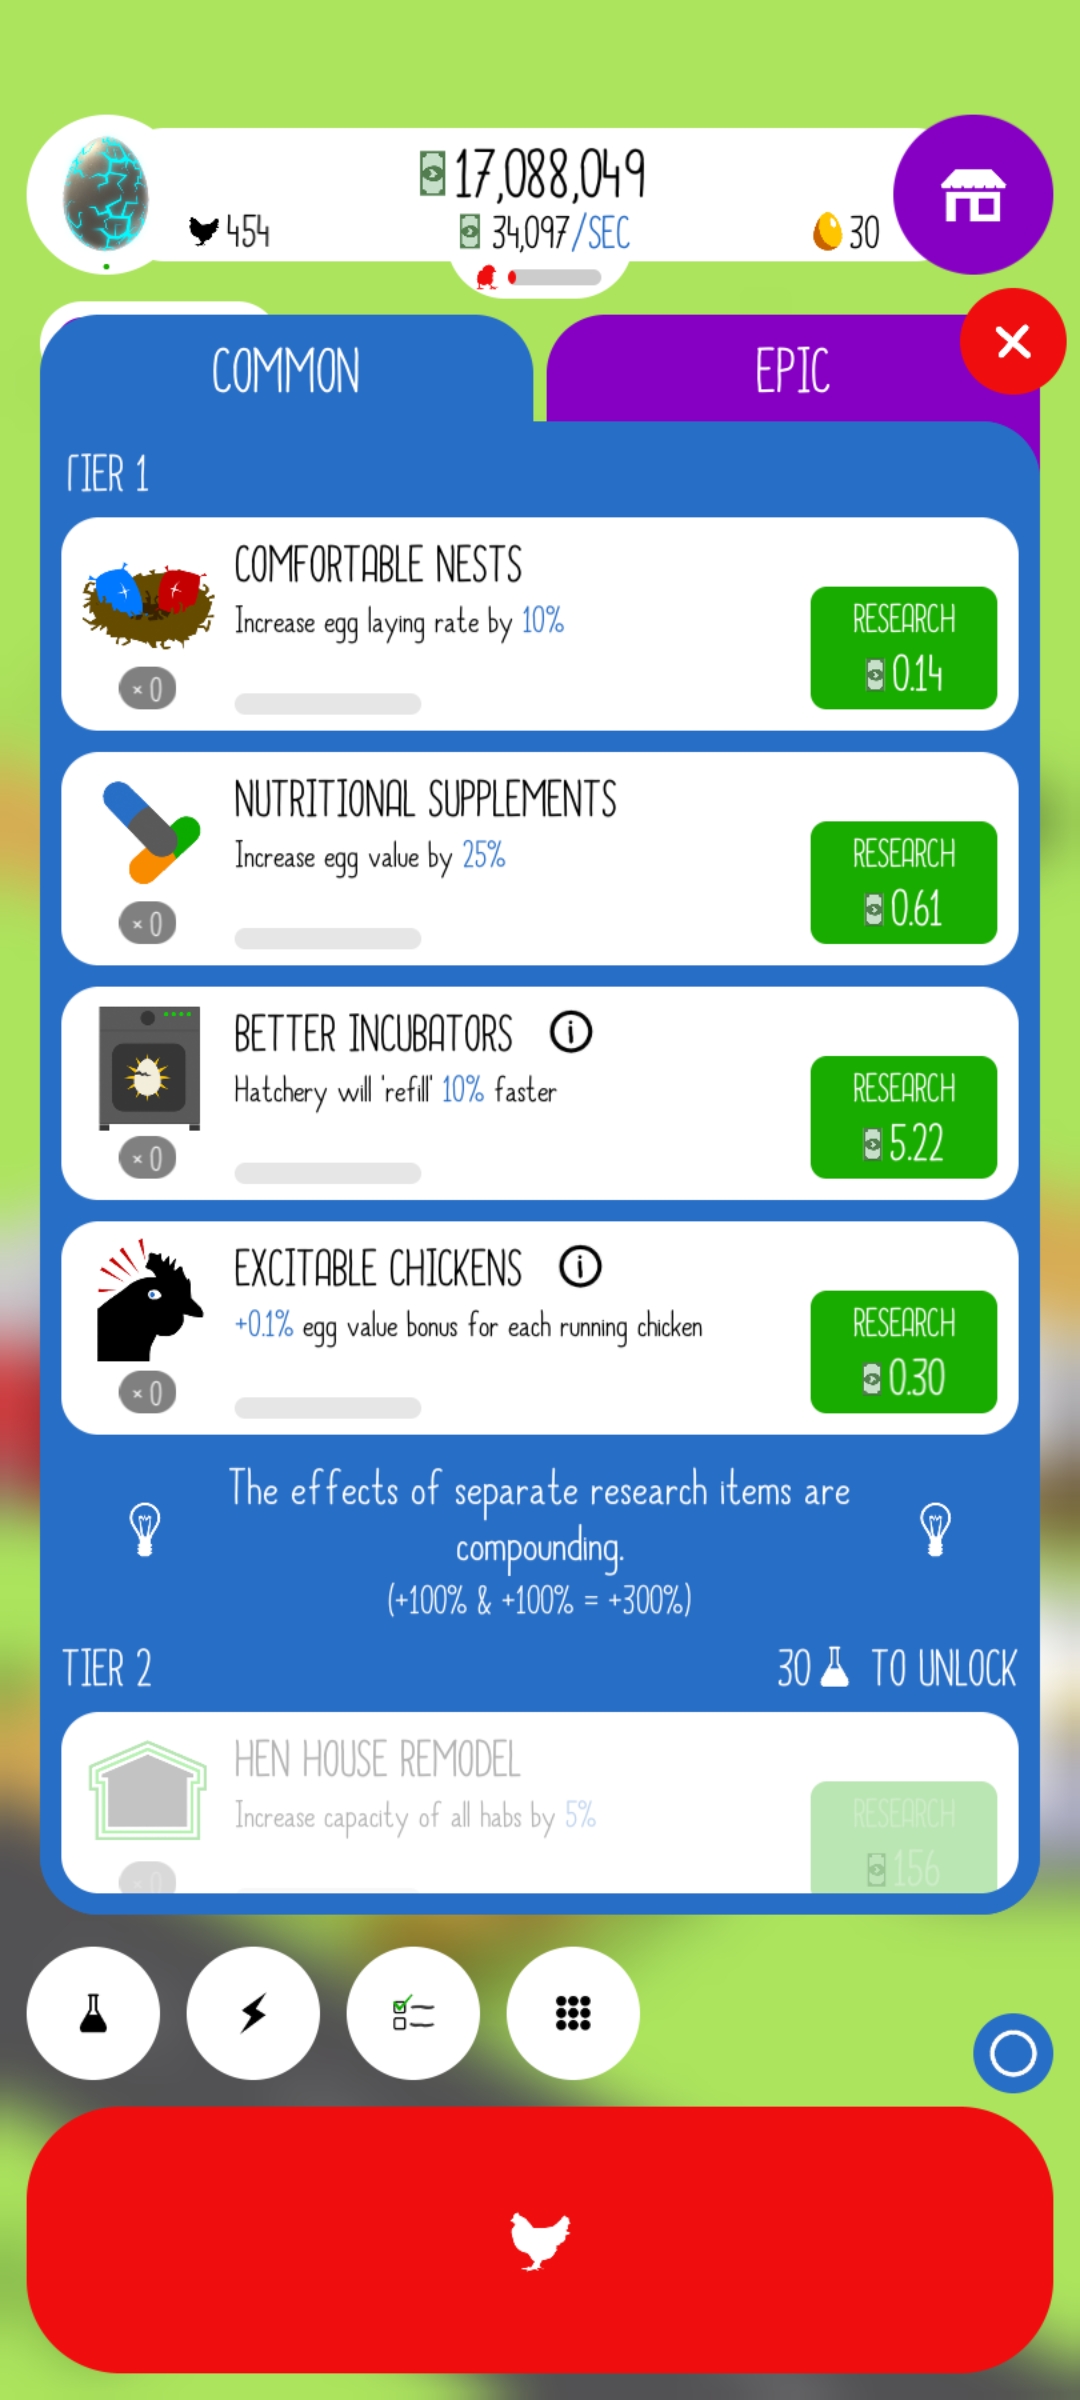 17,088,049
454
34,097/SEC
30
COMMON
EPIC
TIER 1
COMFORTABLE NESTS
Increase egg laying rate by 10%
× 0
RESEARCH
0.14
NUTRITIONAL SUPPLEMENTS
Increase egg value by 25%
× 0
RESEARCH
0.61
BETTER INCUBATORS
Hatchery will 'refill' 10% faster
× 0
RESEARCH
5.22
EXCITABLE CHICKENS
+0.1% egg value bonus for each running chicken
× 0
RESEARCH
0.30
The effects of separate research items are
compounding.
(+100% & +100% = +300%)
TIER 2
30 TO UNLOCK
HEN HOUSE REMODEL
Increase capacity of all habs by 5%
× 0
RESEARCH
156